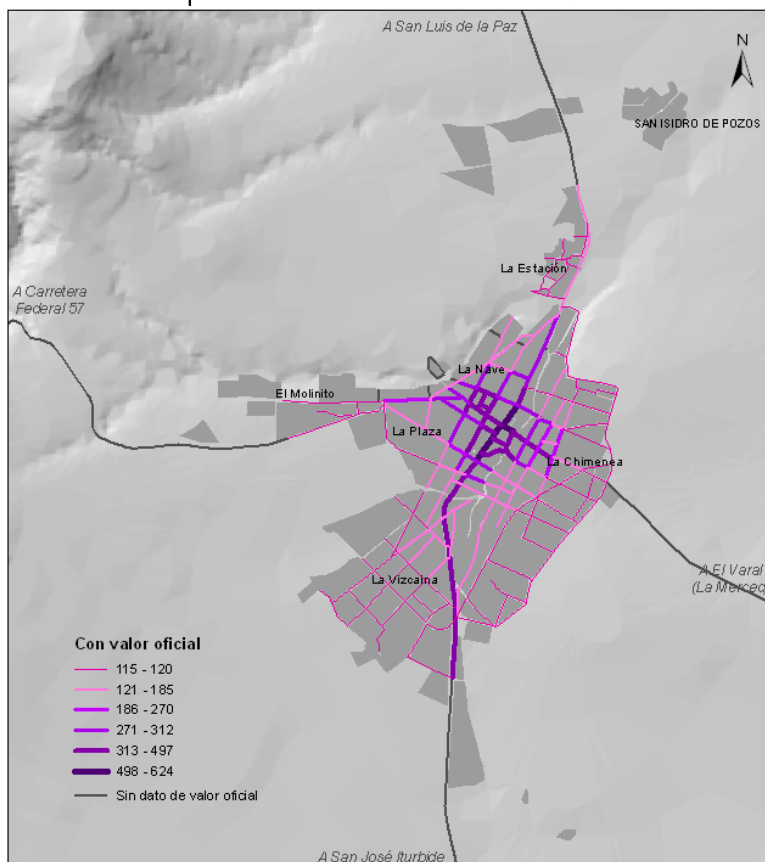 A San Luis de la Paz
N
SAN ISIDRO DE POZOS
La Estación
A Carretera
Federal 57
La Nave
El Molinito
La Plaza
La Chimenea
A El Varal
(La Merced
La Vizcaina
Con valor oficial
115 - 120
121 - 185
186 - 270
271 - 312
313 - 497
498 - 624
Sin dato de valor oficial
A San José Iturbide